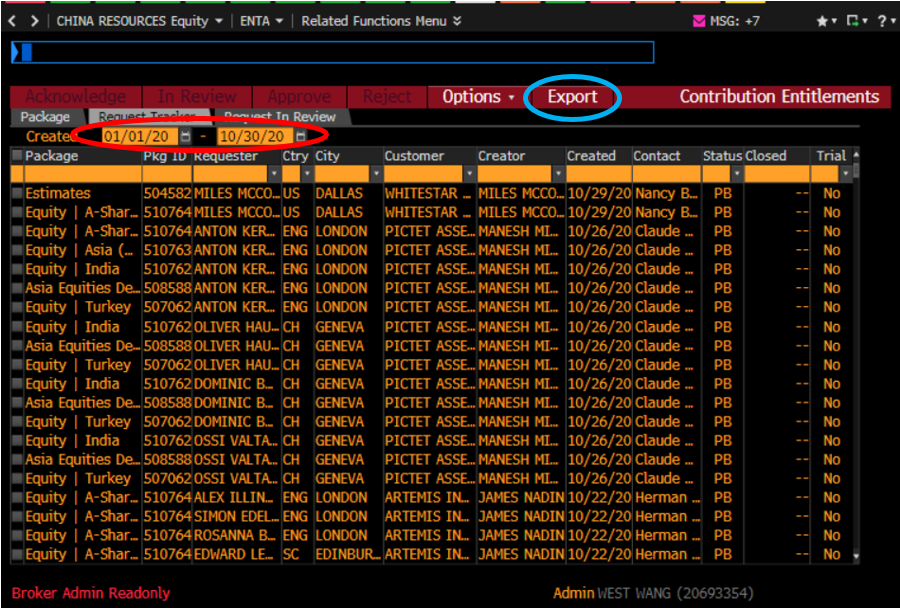 CHINA RESOURCES Equity ENTA Related Functions Menu MSG: +7 ?
Acknowledge In Review Approve Reject Options Export Contribution Entitlements
Package Request Tracker Request In Review
Created 01/01/20 - 10/30/20
Package Pkg ID Requester Ctry City Customer Creator Created Contact Status Closed Trial
Estimates 504582 MILES MCCO... US DALLAS WHITESTAR ... MILES MCCO... 10/29/20 Nancy B... PB -- No
Equity | A-Shar... 510764 MILES MCCO... US DALLAS WHITESTAR ... MILES MCCO... 10/29/20 Nancy B... PB -- No
Equity | A-Shar... 510764 ANTON KER... ENG LONDON PICTET ASSE... MANESH MI... 10/26/20 Claude ... PB -- No
Equity | Asia (... 510763 ANTON KER... ENG LONDON PICTET ASSE... MANESH MI... 10/26/20 Claude ... PB -- No
Equity | India 510762 ANTON KER... ENG LONDON PICTET ASSE... MANESH MI... 10/26/20 Claude ... PB -- No
Asia Equities De... 508588 ANTON KER... ENG LONDON PICTET ASSE... MANESH MI... 10/26/20 Claude ... PB -- No
Equity | Turkey 507062 ANTON KER... ENG LONDON PICTET ASSE... MANESH MI... 10/26/20 Claude ... PB -- No
Equity | India 510762 OLIVER HAU... CH GENEVA PICTET ASSE... MANESH MI... 10/26/20 Claude ... PB -- No
Asia Equities De... 508588 OLIVER HAU... CH GENEVA PICTET ASSE... MANESH MI... 10/26/20 Claude ... PB -- No
Equity | Turkey 507062 OLIVER HAU... CH GENEVA PICTET ASSE... MANESH MI... 10/26/20 Claude ... PB -- No
Equity | India 510762 DOMINIC B... CH GENEVA PICTET ASSE... MANESH MI... 10/26/20 Claude ... PB -- No
Asia Equities De... 508588 DOMINIC B... CH GENEVA PICTET ASSE... MANESH MI... 10/26/20 Claude ... PB -- No
Equity | Turkey 507062 DOMINIC B... CH GENEVA PICTET ASSE... MANESH MI... 10/26/20 Claude ... PB -- No
Equity | India 510762 OSSI VALTA... CH GENEVA PICTET ASSE... MANESH MI... 10/26/20 Claude ... PB -- No
Asia Equities De... 508588 OSSI VALTA... CH GENEVA PICTET ASSE... MANESH MI... 10/26/20 Claude ... PB -- No
Equity | Turkey 507062 OSSI VALTA... CH GENEVA PICTET ASSE... MANESH MI... 10/26/20 Claude ... PB -- No
Equity | A-Shar... 510764 ALEX ILLIN... ENG LONDON ARTEMIS IN... JAMES NADIN 10/22/20 Herman ... PB -- No
Equity | A-Shar... 510764 SIMON EDEL... ENG LONDON ARTEMIS IN... JAMES NADIN 10/22/20 Herman ... PB -- No
Equity | A-Shar... 510764 ROSANNA B... ENG LONDON ARTEMIS IN... JAMES NADIN 10/22/20 Herman ... PB -- No
Equity | A-Shar... 510764 EDWARD LE... SC EDINBUR... ARTEMIS IN... JAMES NADIN 10/22/20 Herman ... PB -- No
Broker Admin Readonly Admin WEST WANG (20693354)